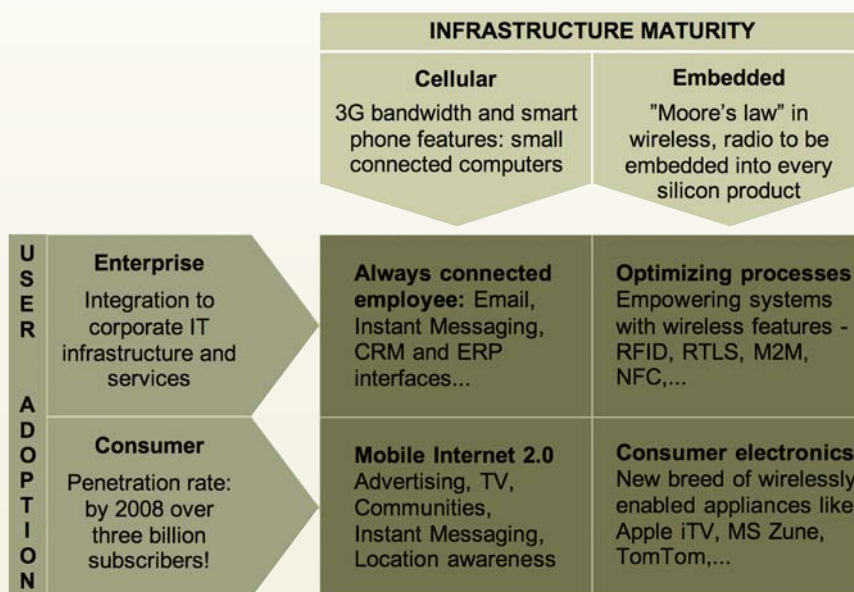 INFRASTRUCTURE MATURITY
Cellular
3G bandwidth and smart
phone features: small
connected computers
Embedded
"Moore's law" in
wireless, radio to be
embedded into every
silicon product
USER ADOPTION
Enterprise
Integration to
corporate IT
infrastructure and
services
Always connected
employee: Email,
Instant Messaging,
CRM and ERP
interfaces...
Optimizing processes
Empowering systems
with wireless features -
RFID, RTLS, M2M,
NFC,...
Consumer
Penetration rate:
by 2008 over
three billion
subscribers!
Mobile Internet 2.0
Advertising, TV,
Communities,
Instant Messaging,
Location awareness
Consumer electronics
New breed of wirelessly
enabled appliances like
Apple iTV, MS Zune,
TomTom,...